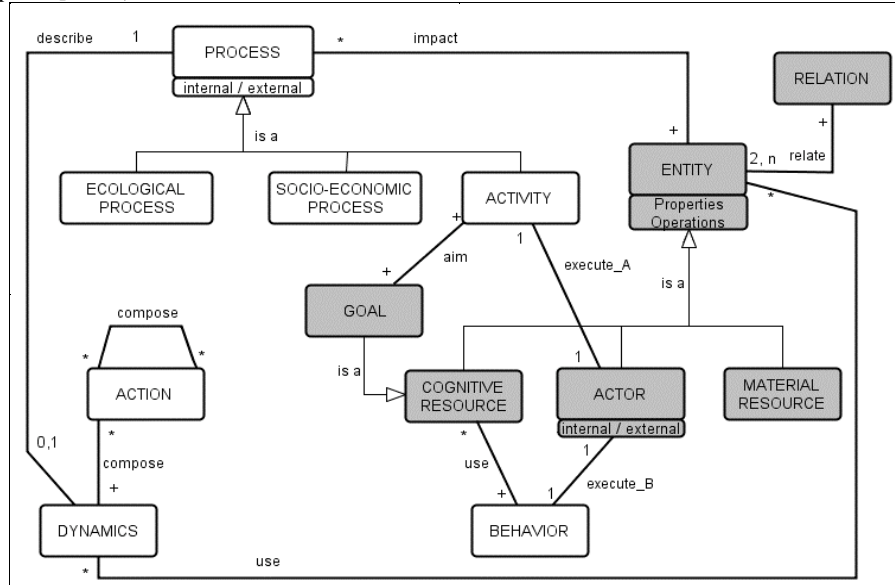 describe
1
PROCESS
internal / external
*
impact
RELATION
is a
+
+
2, n
relate
ENTITY
Properties
Operations
*
ECOLOGICAL
PROCESS
SOCIO-ECONOMIC
PROCESS
ACTIVITY
+
1
aim
execute_A
+
is a
GOAL
compose
*
*
is a
1
ACTION
COGNITIVE
RESOURCE
ACTOR
internal / external
MATERIAL
RESOURCE
*
*
1
0,1
compose
use
execute_B
+
+
1
DYNAMICS
BEHAVIOR
*
use